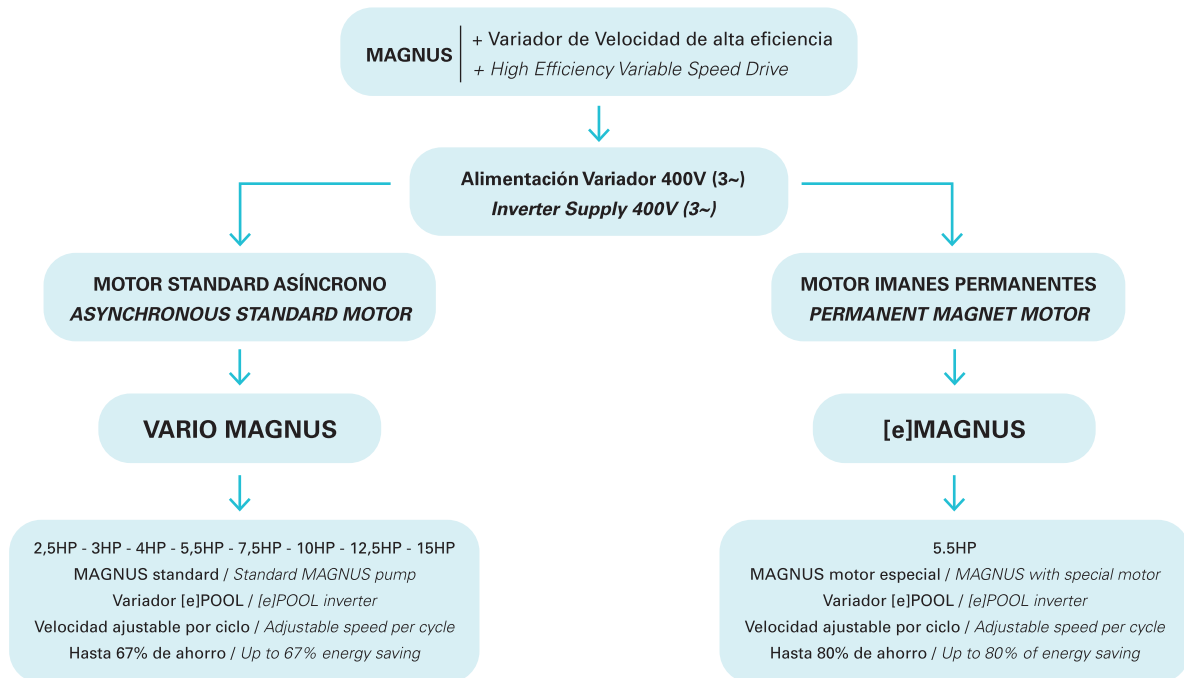 MAGNUS
+ Variador de Velocidad de alta eficiencia
+ High Efficiency Variable Speed Drive
Alimentación Variador 400V (3~)
Inverter Supply 400V (3~)
MOTOR STANDARD ASÍNCRONO
ASYNCHRONOUS STANDARD MOTOR
VARIO MAGNUS
2,5HP - 3HP - 4HP - 5,5HP - 7,5HP - 10HP - 12,5HP - 15HP
MAGNUS standard / Standard MAGNUS pump
Variador [e]POOL / [e]POOL inverter
Velocidad ajustable por ciclo / Adjustable speed per cycle
Hasta 67% de ahorro / Up to 67% energy saving
MOTOR IMANES PERMANENTES
PERMANENT MAGNET MOTOR
[e]MAGNUS
5.5HP
MAGNUS motor especial / MAGNUS with special motor
Variador [e]POOL / [e]POOL inverter
Velocidad ajustable por ciclo / Adjustable speed per cycle
Hasta 80% de ahorro / Up to 80% of energy saving